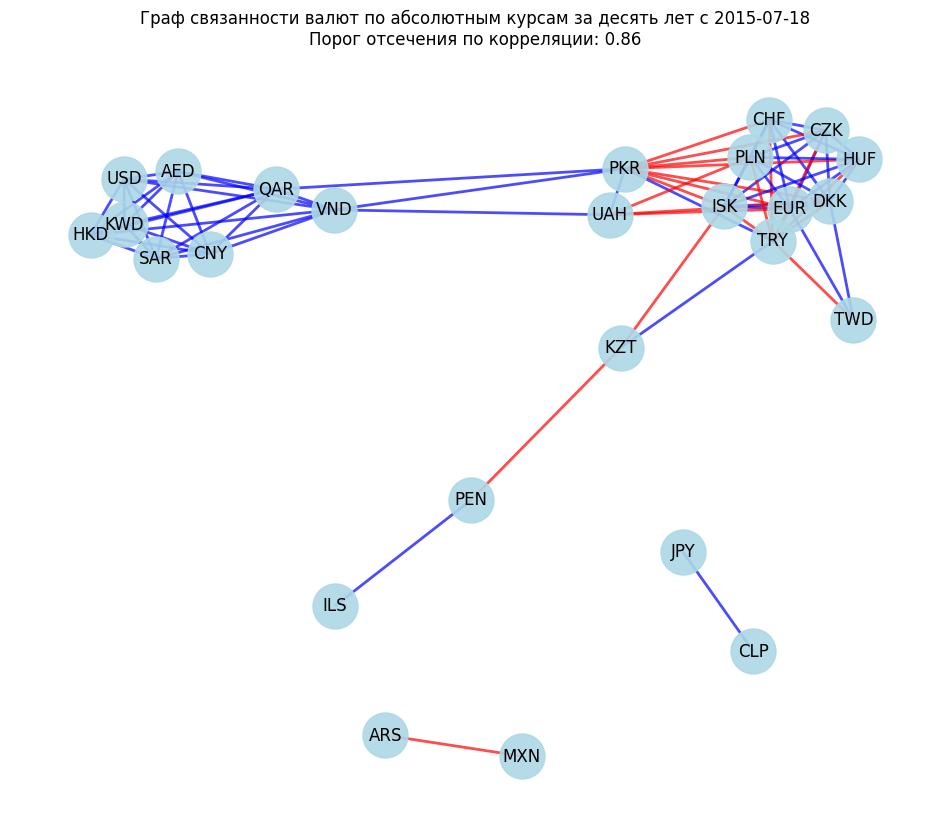 Граф связанности валют по абсолютным курсам за десять лет с 2015-07-18
Порог отсечения по корреляции: 0.86
CHF
CZK
PLN
HUF
PKR
AED
USD
QAR
DKK
ISK
EUR
VND
UAH
KWD
HKD
TRY
CNY
SAR
TWD
KZT
PEN
JPY
ILS
CLP
ARS
MXN